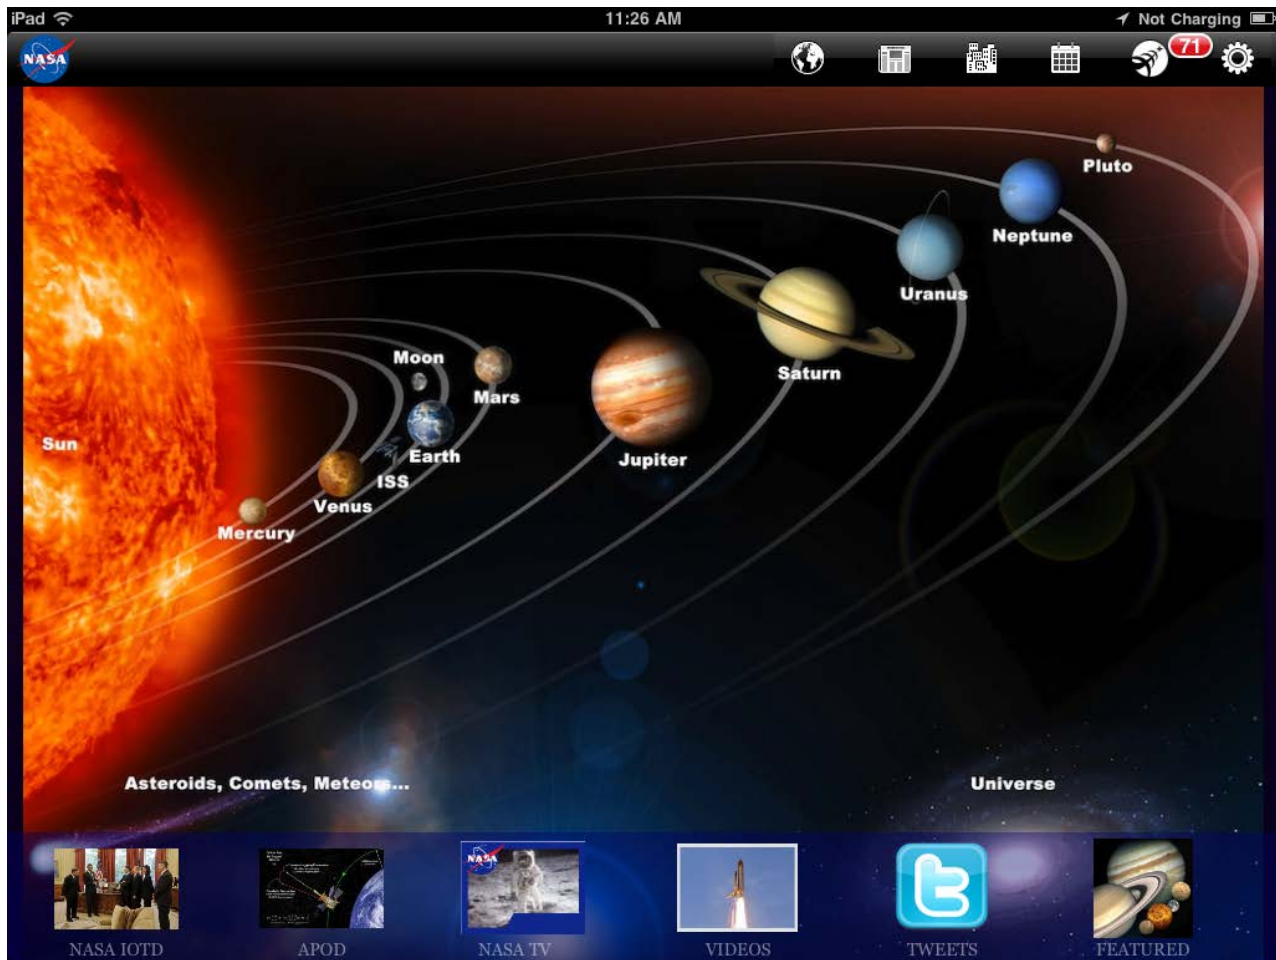 iPad
11:26 AM
Not Charging
NASA
71
Pluto
Neptune
Uranus
Saturn
Moon
Mars
Sun
Earth
Jupiter
ISS
Venus
Mercury
Asteroids, Comets, Meteors...
Universe
NASA
NASA IOTD
APOD
NASA TV
VIDEOS
TWEETS
FEATURED